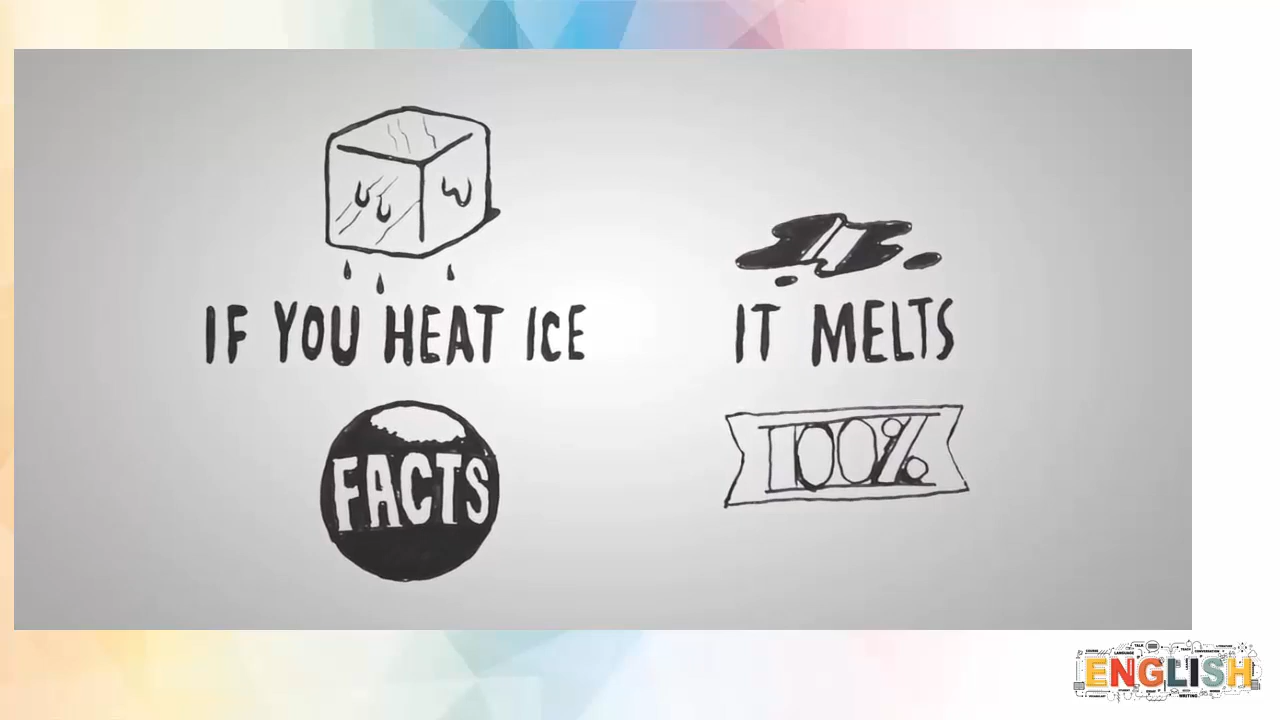 IF YOU HEAT ICE
IT MELTS
FACTS
100%
ENGLISH